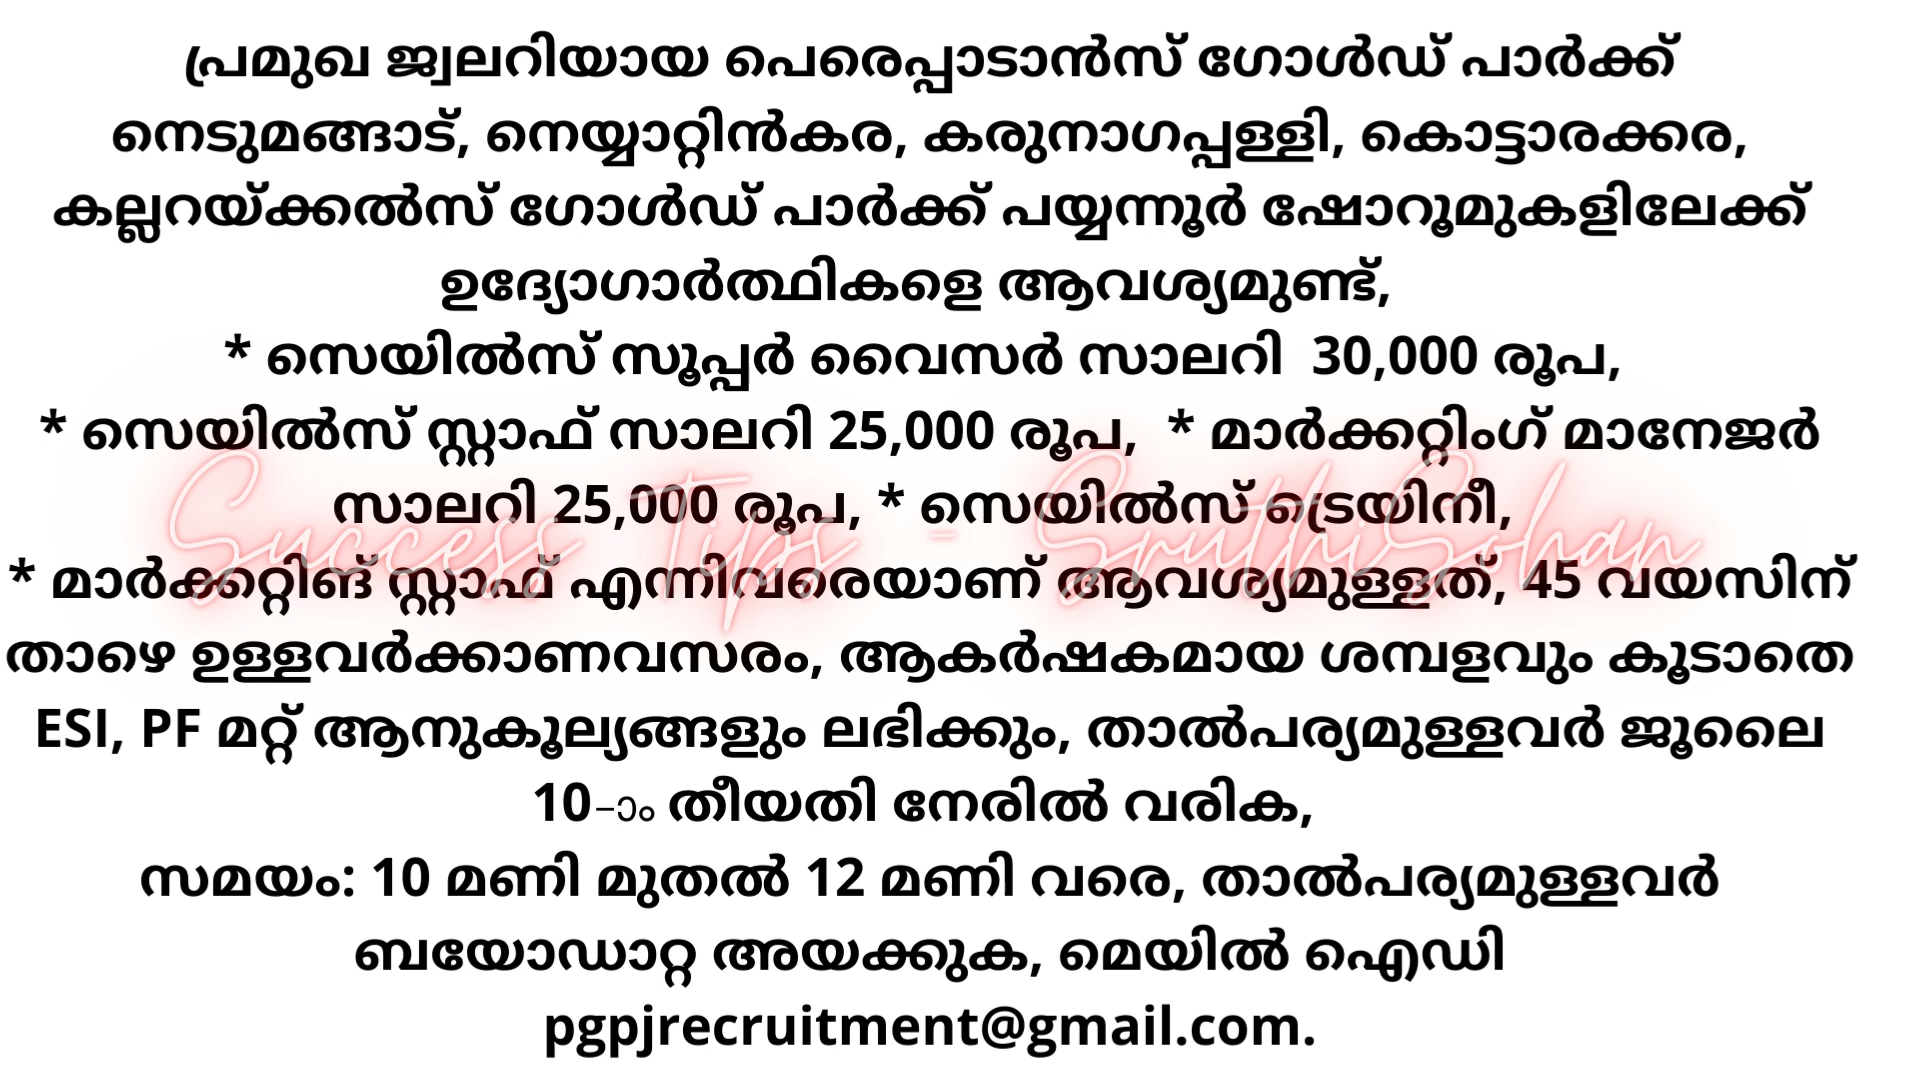 പ്രമുഖ ജ്വലറിയായ പെരെപ്പാടാൻസ് ഗോൾഡ് പാർക്ക്
നെടുമങ്ങാട്, നെയ്യാറ്റിൻകര, കരുനാഗപ്പള്ളി, കൊട്ടാരക്കര,
കല്ലറയ്ക്കൽസ് ഗോൾഡ് പാർക്ക് പയ്യന്നൂർ ഷോറൂമുകളിലേക്ക്
ഉദ്യോഗാർത്ഥികളെ ആവശ്യമുണ്ട്,
* സെയിൽസ് സൂപ്പർ വൈസർ സാലറി 30,000 രൂപ,
* സെയിൽസ് സ്റ്റാഫ് സാലറി 25,000 രൂപ, * മാർക്കറ്റിംഗ് മാനേജർ
സാലറി 25,000 രൂപ, * സെയിൽസ് ട്രെയിനീ,
* മാർക്കറ്റിങ് സ്റ്റാഫ് എന്നിവരെയാണ് ആവശ്യമുള്ളത്, 45 വയസിന്
Success Tips - SruthiSohan
താഴെ ഉള്ളവർക്കാണവസരം, ആകർഷകമായ ശമ്പളവും കൂടാതെ
ESI, PF മറ്റ് ആനുകൂല്യങ്ങളും ലഭിക്കും, താൽപര്യമുള്ളവർ ജൂലൈ
10-ാം തീയതി നേരിൽ വരിക,
സമയം: 10 മണി മുതൽ 12 മണി വരെ, താൽപര്യമുള്ളവർ
ബയോഡാറ്റ അയക്കുക, മെയിൽ ഐഡി
pgpjrecruitment@gmail.com.